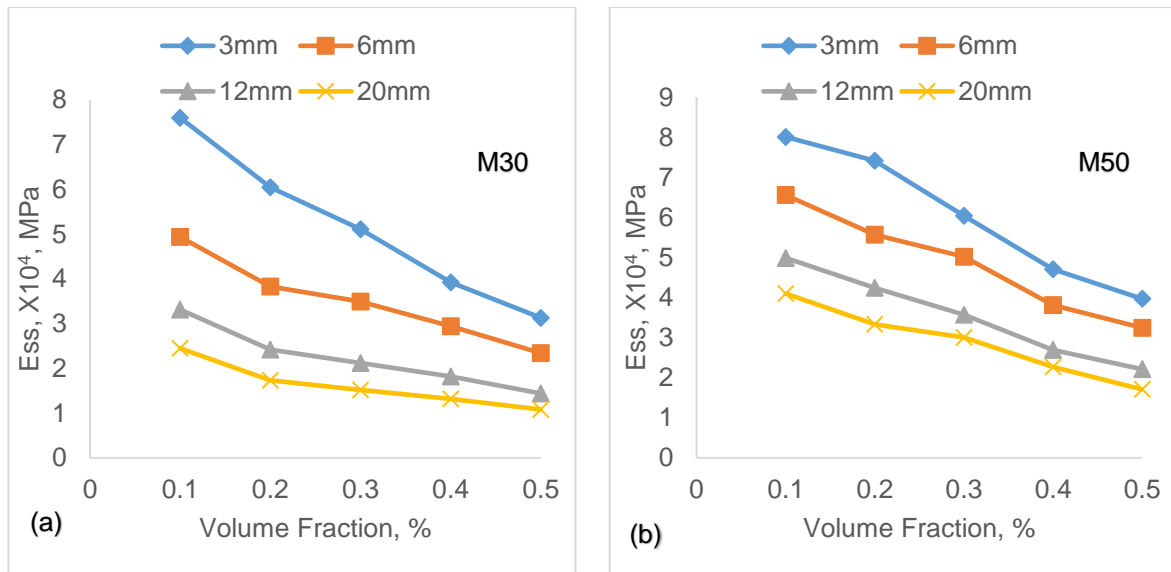 3mm 6mm
12mm 20mm
8
7
6
5
4
3
2
1
0
Ess, X10⁴, MPa
M30
0 0.1 0.2 0.3 0.4 0.5
Volume Fraction, %
(a)
3mm 6mm
12mm 20mm
9
8
7
6
5
4
3
2
1
0
Ess, X10⁴, MPa
M50
0 0.1 0.2 0.3 0.4 0.5
Volume Fraction, %
(b)